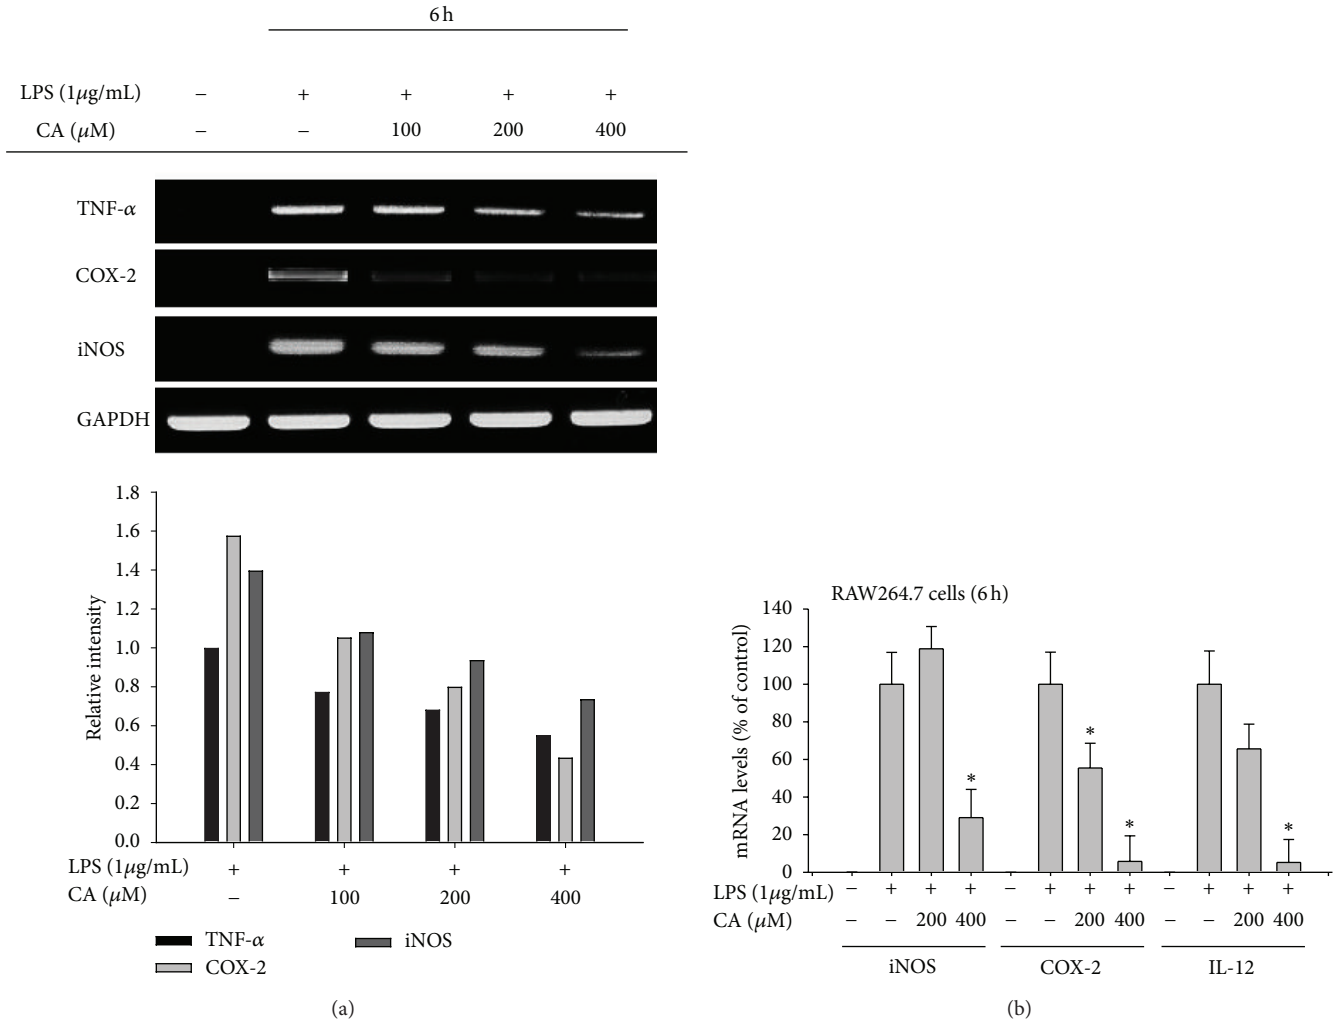 6 h
LPS (1μg/mL) – + + + +
CA (μM) – – 100 200 400
TNF-α
COX-2
iNOS
GAPDH
1.8
1.6
1.4
1.2
1.0
0.8
0.6
0.4
0.2
0.0
Relative intensity
LPS (1μg/mL) + + + +
CA (μM) – 100 200 400
TNF-α
iNOS
COX-2
(a)
RAW264.7 cells (6 h)
140
120
100
80
60
40
20
0
mRNA levels (% of control)
* * * *
LPS (1μg/mL) – + + + – + + + – + + +
CA (μM) – – 200 400 – – 200 400 – – 200 400
iNOS COX-2 IL-12
(b)